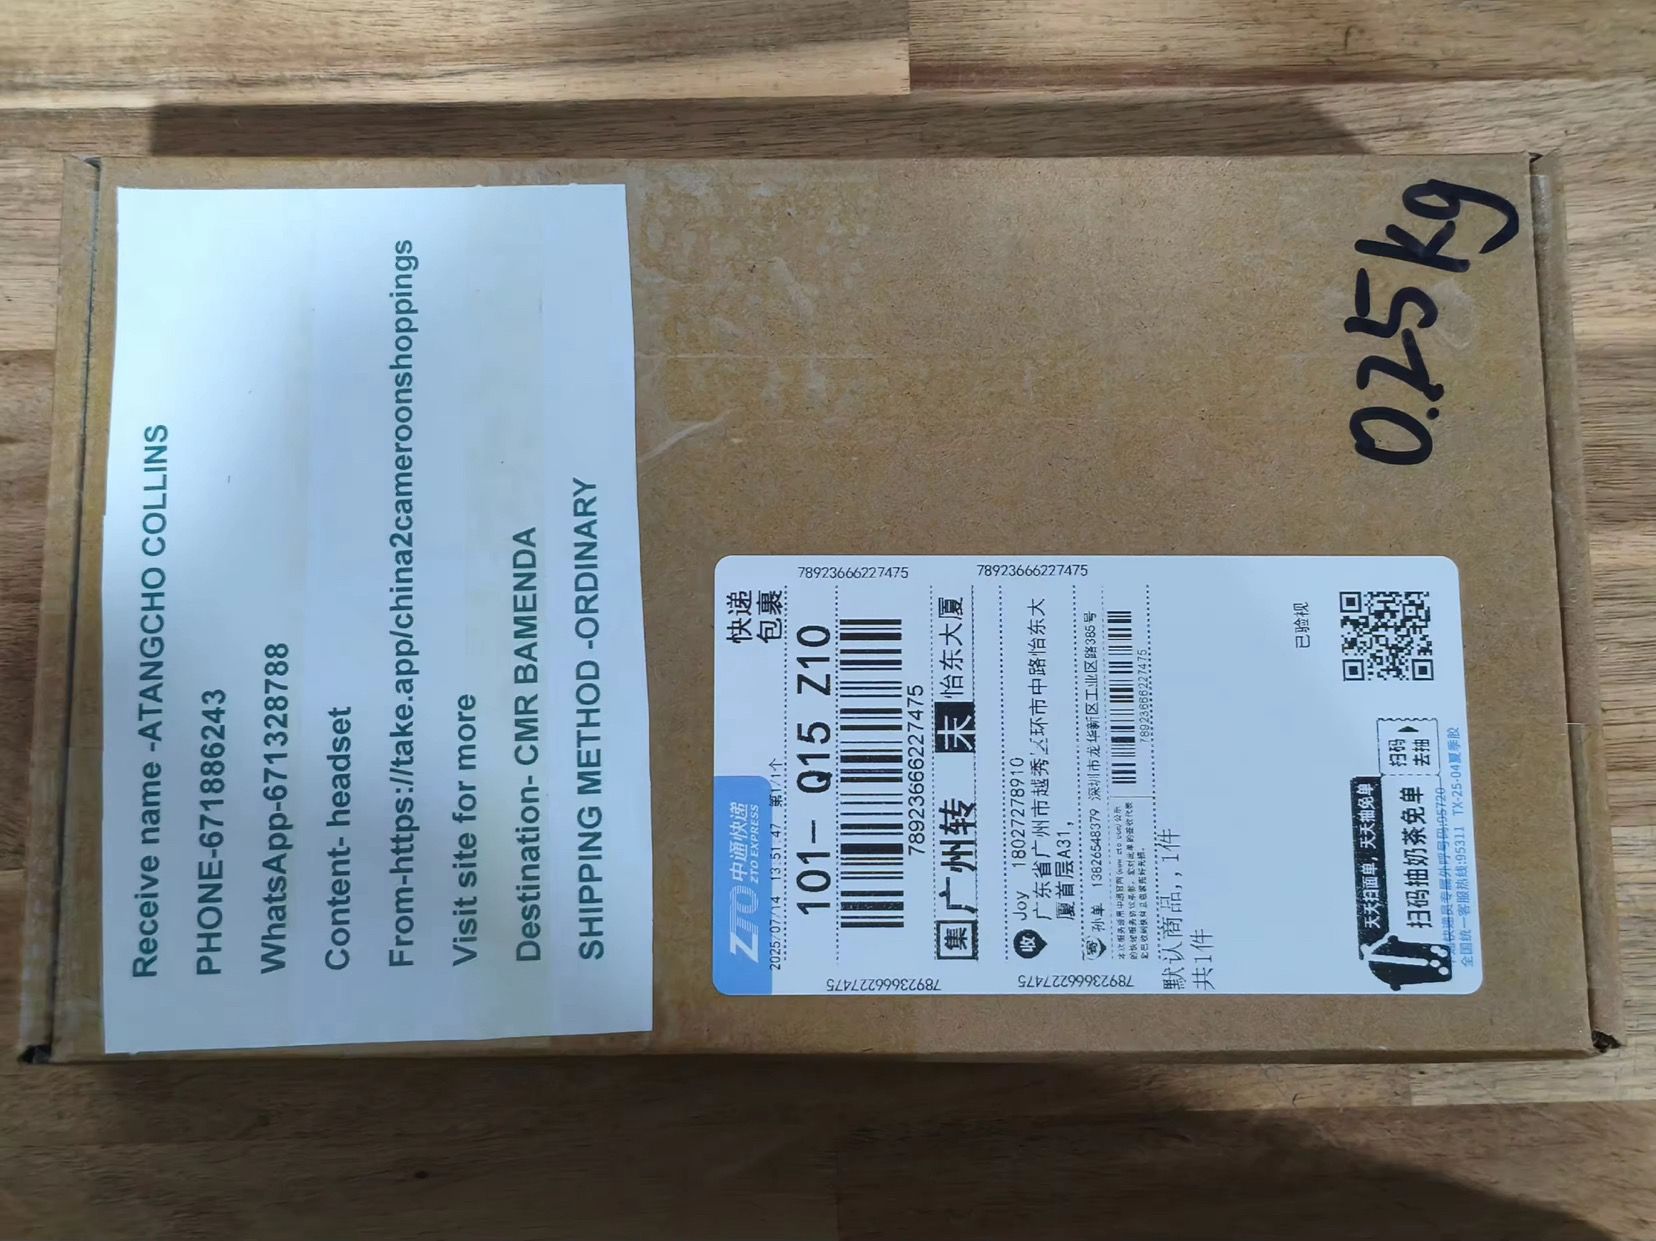 Receive name -ATANGCHO COLLINS
PHONE-671886243
WhatsApp-671328788
Content- headset
From-https://take.app/china2cameroonshoppings
Visit site for more
Destination- CMR BAMENDA
SHIPPING METHOD -ORDINARY
0.25kg
ZTO 中通快递
ZTO EXPRESS
快递
包裹
2025/07/14 13:51:47 第1/1个
78923666227475
78923666227475
101- Q15 Z10
78923666227475
集 广州转 末 怡东大厦
收 Joy 18027278910,
广东省广州市越秀区环市中路怡东大
厦首层A31,
寄 孙单 13826548379 深圳市龙华新区工业区路385号
78923666227475
78923666227475
78923666227475
默认商品,,1件
共1件
已验视
天天扫面单,天天抽免单
扫码抽奶茶免单
扫码
去抽
全国统一客服热线:95311 TX-25-04夏季胶